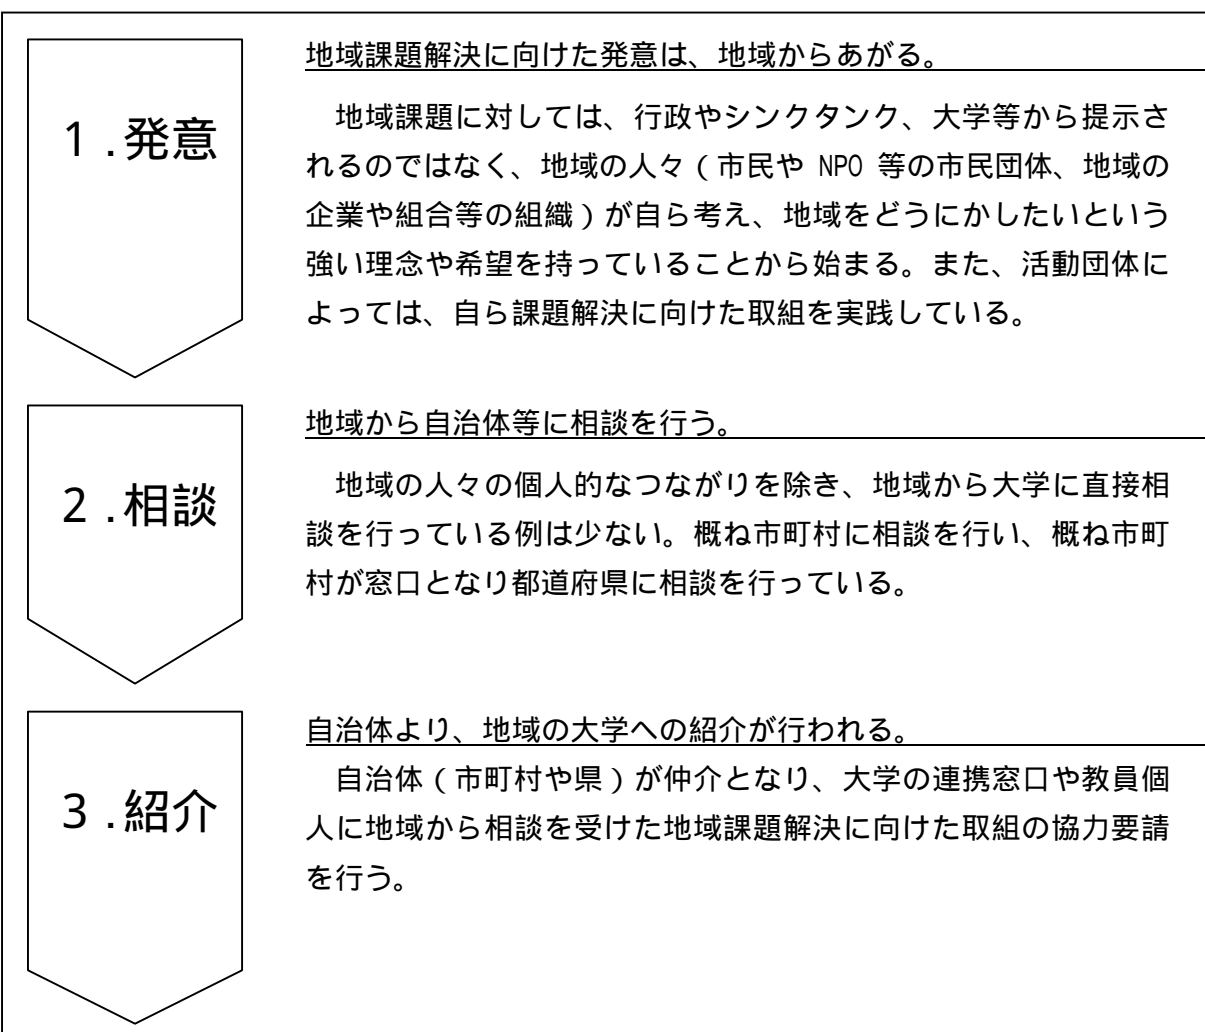 1.発意
地域課題解決に向けた発意は、地域からあがる。
地域課題に対しては、行政やシンクタンク、大学等から提示さ
れるのではなく、地域の人々(市民や NPO 等の市民団体、地域の
企業や組合等の組織)が自ら考え、地域をどうにかしたいという
強い理念や希望を持っていることから始まる。また、活動団体に
よっては、自ら課題解決に向けた取組を実践している。
2.相談
地域から自治体等に相談を行う。
地域の人々の個人的なつながりを除き、地域から大学に直接相
談を行っている例は少ない。概ね市町村に相談を行い、概ね市町
村が窓口となり都道府県に相談を行っている。
3.紹介
自治体より、地域の大学への紹介が行われる。
自治体(市町村や県)が仲介となり、大学の連携窓口や教員個
人に地域から相談を受けた地域課題解決に向けた取組の協力要請
を行う。